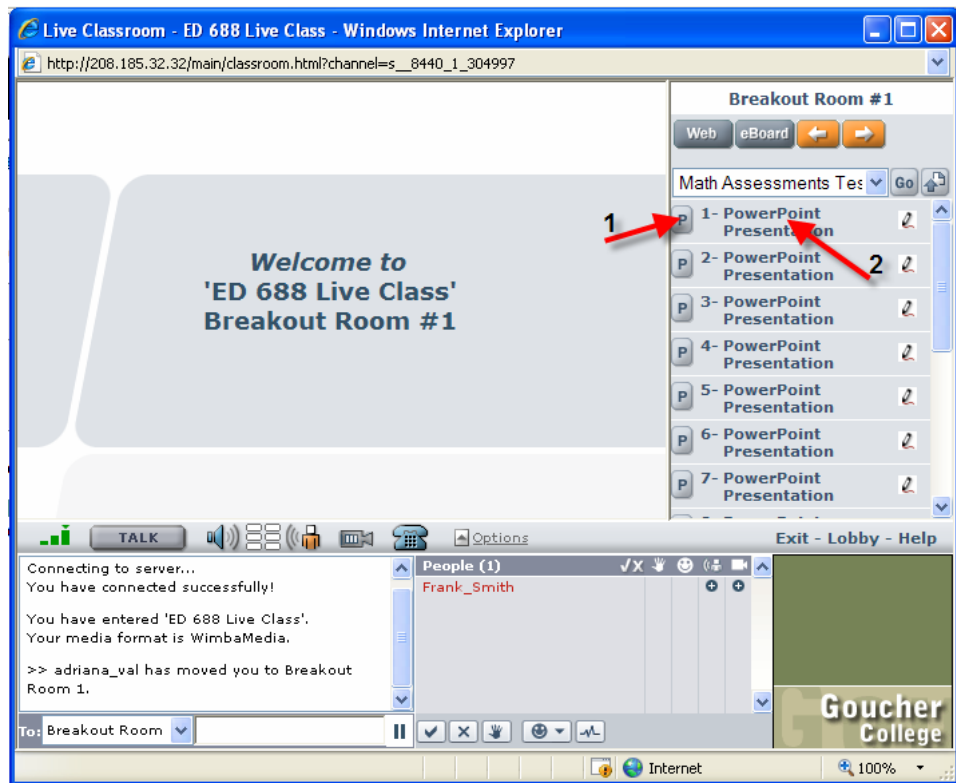 Live Classroom - ED 688 Live Class - Windows Internet Explorer
http://208.185.32.32/main/classroom.html?channel=s__8440_1_304997
Breakout Room #1
Web eBoard
Math Assessments Tes Go
1
2
P 1- PowerPoint
Presentation
P 2- PowerPoint
Presentation
P 3- PowerPoint
Presentation
P 4- PowerPoint
Presentation
P 5- PowerPoint
Presentation
P 6- PowerPoint
Presentation
P 7- PowerPoint
Presentation
Welcome to
'ED 688 Live Class'
Breakout Room #1
TALK Options Exit - Lobby - Help
Connecting to server...
You have connected successfully!
You have entered 'ED 688 Live Class'.
Your media format is WimbaMedia.
>> adriana_val has moved you to Breakout
Room 1.
To: Breakout Room
People (1)
Frank_Smith
Goucher
College
Internet 100%